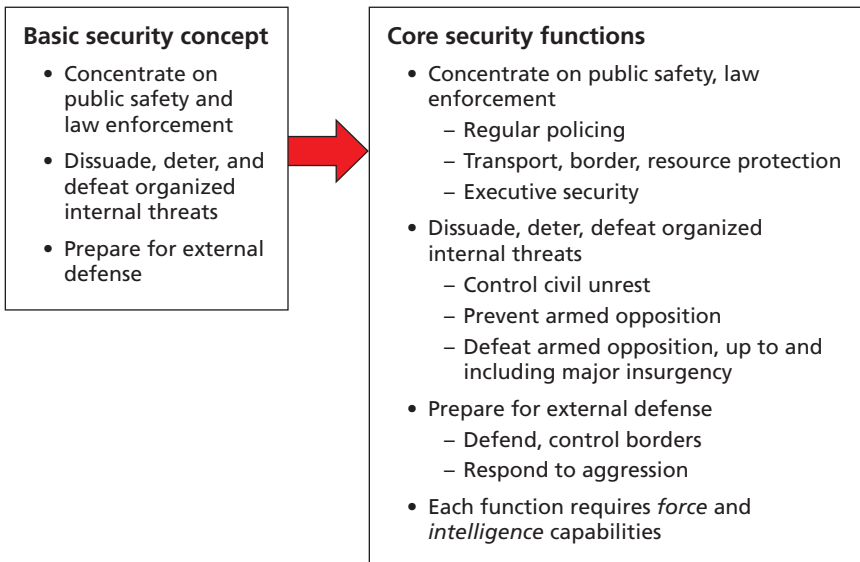 Basic security concept
• Concentrate on
public safety and
law enforcement
• Dissuade, deter, and
defeat organized
internal threats
• Prepare for external
defense
Core security functions
• Concentrate on public safety, law
enforcement
– Regular policing
– Transport, border, resource protection
– Executive security
• Dissuade, deter, defeat organized
internal threats
– Control civil unrest
– Prevent armed opposition
– Defeat armed opposition, up to and
including major insurgency
• Prepare for external defense
– Defend, control borders
– Respond to aggression
• Each function requires force and
intelligence capabilities